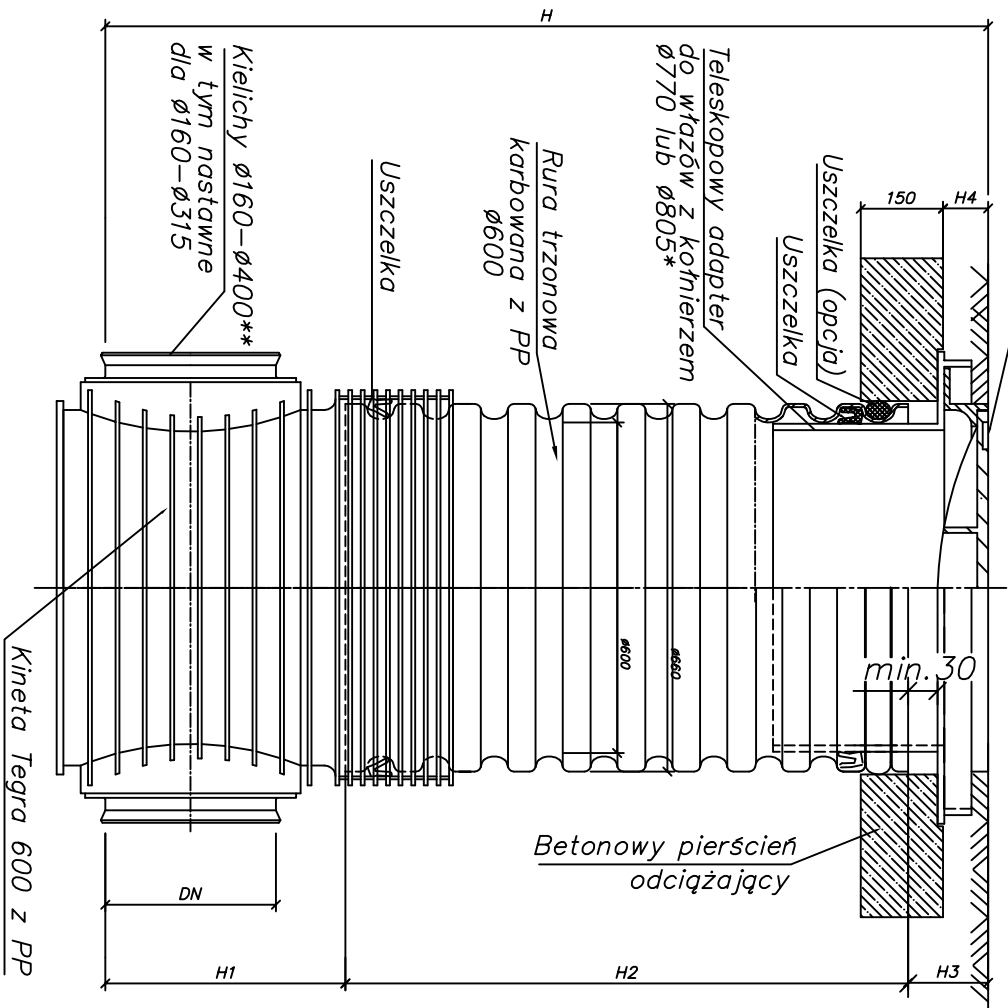 H
Kielichy ø160-ø400**
w tym nastawne
dla ø160-ø315
Uszczelka
Rura trzonowa
karbowana z PP
ø600
Teleskopowy adapter
do włazów z kołnierzem
ø770 lub ø805*
Uszczelka
Uszczelka (opcja)
150
H4
ø600
ø660
min. 30
Betonowy pierścień
odciążający
Kineta Tegra 600 z PP
DN
H1
H2
H3